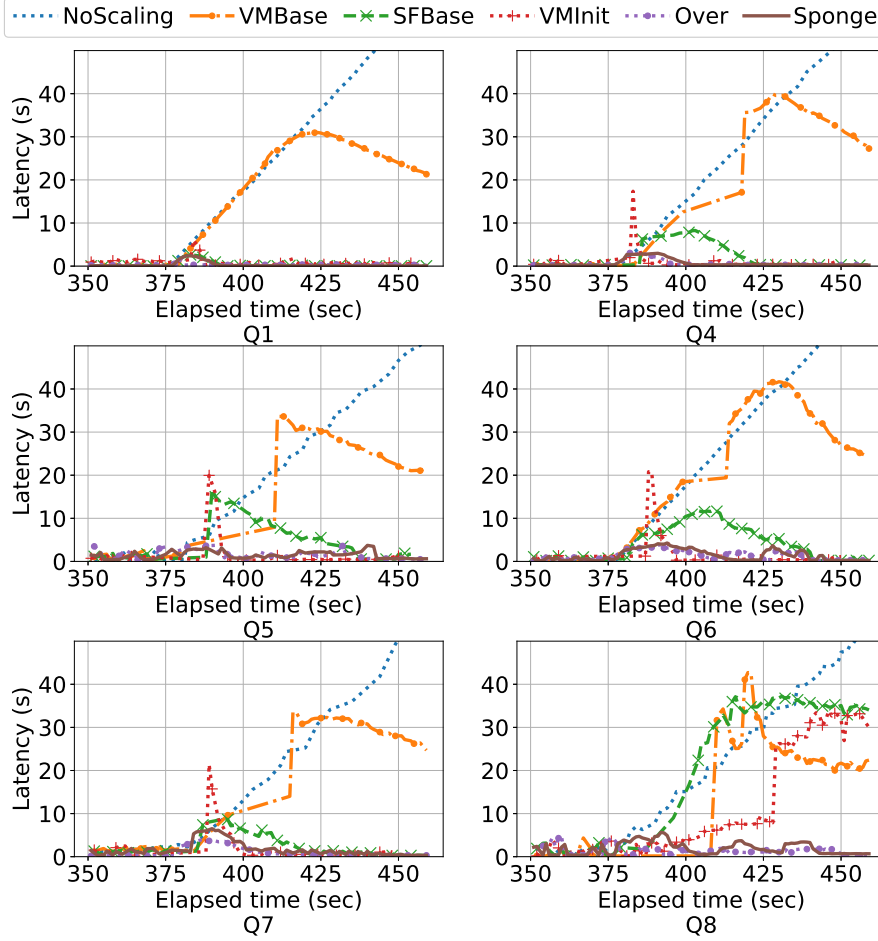 NoScaling VMBase SFBase VMInit Over Sponge
Latency (s)
40
30
20
10
0
350 375 400 425 450
Elapsed time (sec)
Q1
40
30
20
10
0
350 375 400 425 450
Elapsed time (sec)
Q4
Latency (s)
40
30
20
10
0
350 375 400 425 450
Elapsed time (sec)
Q5
40
30
20
10
0
350 375 400 425 450
Elapsed time (sec)
Q6
Latency (s)
40
30
20
10
0
350 375 400 425 450
Elapsed time (sec)
Q7
40
30
20
10
0
350 375 400 425 450
Elapsed time (sec)
Q8